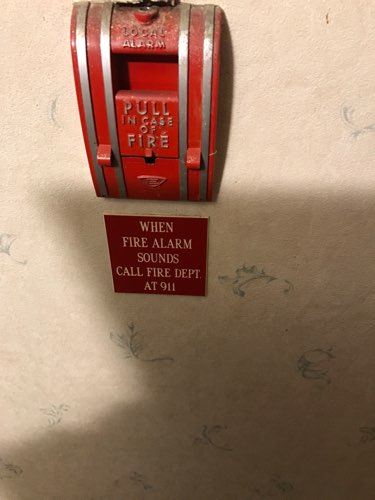 LOCAL
ALARM
PULL
IN CASE
OF
FIRE
WHEN
FIRE ALARM
SOUNDS
CALL FIRE DEPT.
AT 911